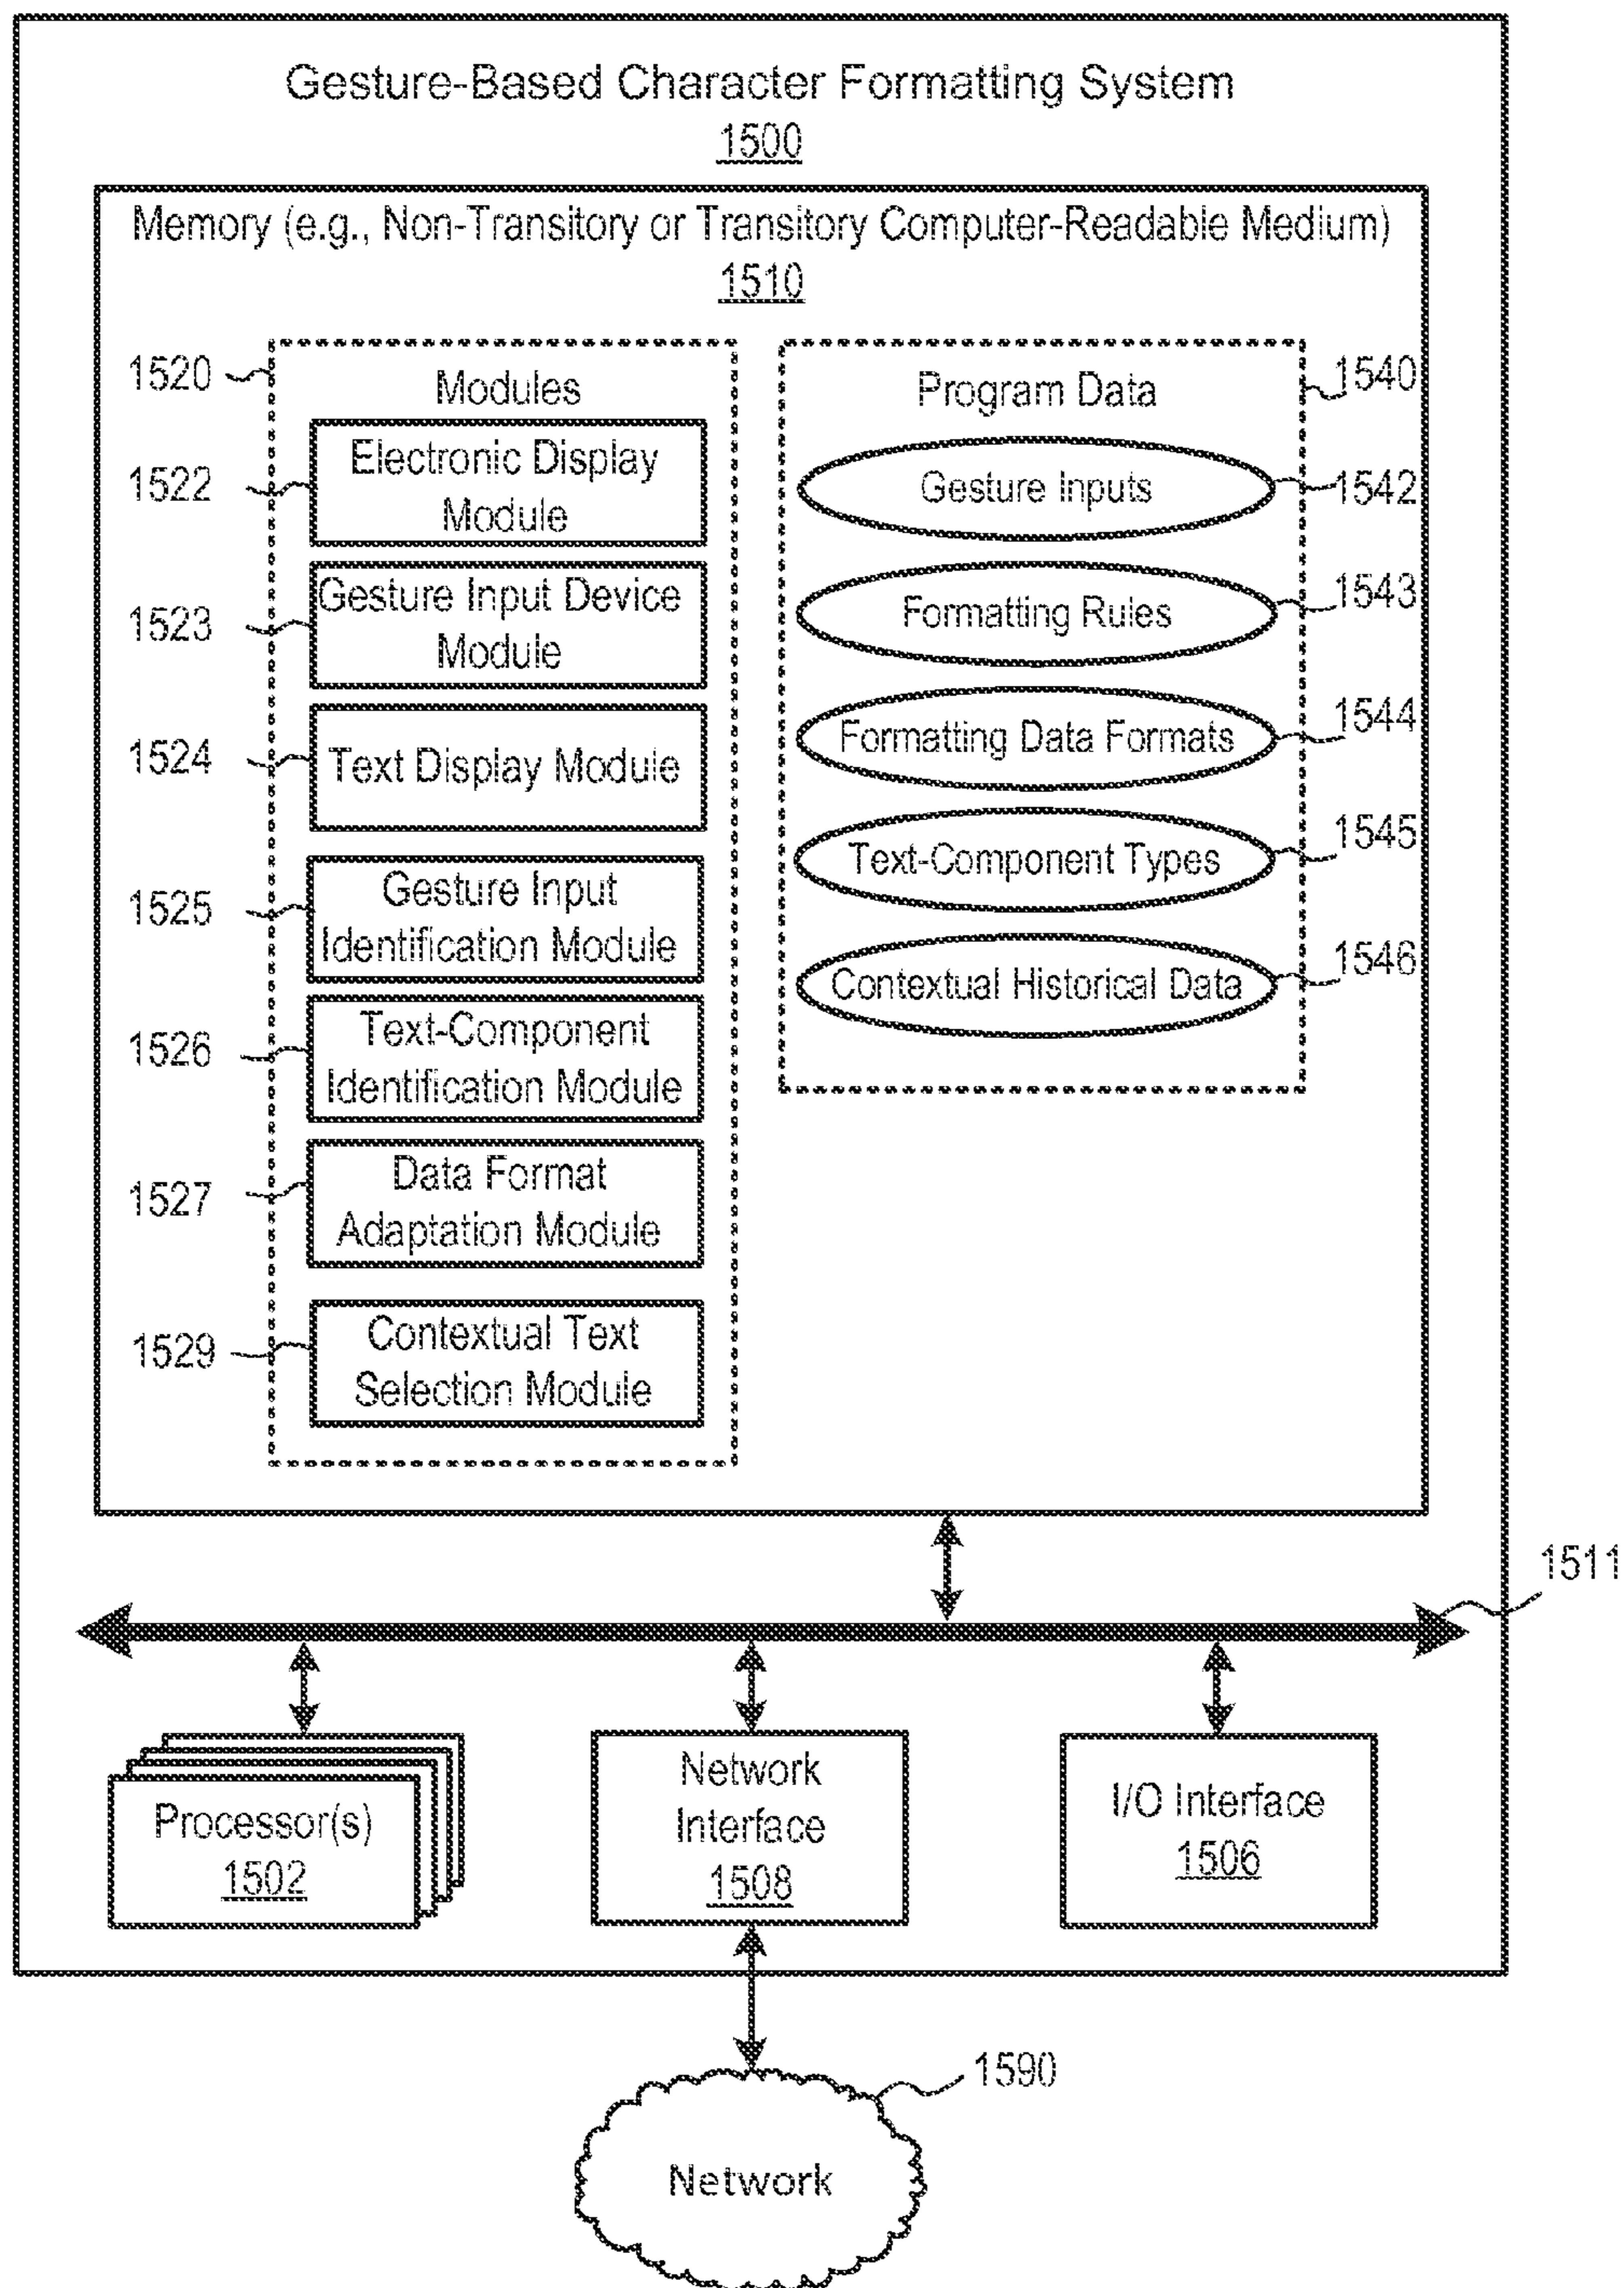 Gesture-Based Character Formatting System
1500
Memory (e.g., Non-Transitory or Transitory Computer-Readable Medium)
1510
1520
Modules
1522
Electronic Display
Module
1523
Gesture Input Device
Module
1524
Text Display Module
1525
Gesture Input
Identification Module
1526
Text-Component
Identification Module
1527
Data Format
Adaptation Module
1529
Contextual Text
Selection Module
Program Data
1540
Gesture Inputs
1542
Formatting Rules
1543
Formatting Data Formats
1544
Text-Component Types
1545
Contextual Historical Data
1546
1511
Processor(s)
1502
Network
Interface
1508
I/O Interface
1506
1590
Network